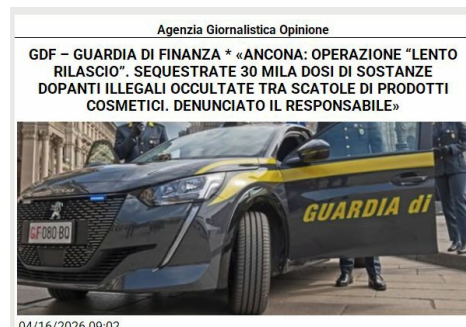 Agenzia Giornalistica Opinione
GDF – GUARDIA DI FINANZA * «ANCONA: OPERAZIONE “LENTO
RILASCIO”. SEQUESTRATE 30 MILA DOSI DI SOSTANZE
DOPANTI ILLEGALI OCCULTATE TRA SCATOLE DI PRODOTTI
COSMETICI. DENUNCIATO IL RESPONSABILE»
GUARDIA di
GF 080 BQ
04/16/2026 09:02